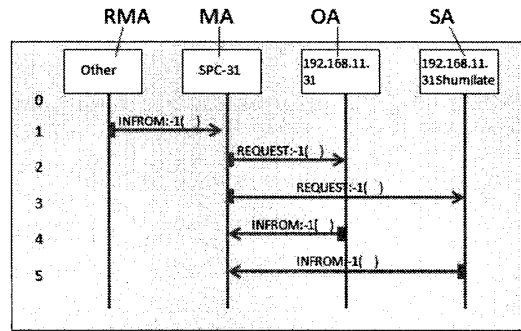 RMA MA OA SA
Other
SPC-31
192.168.11.
31
192.168.11.
31Shumilate
0
1
INFROM:-1( )
2
REQUEST:-1( )
3
REQUEST:-1( )
4
INFROM:-1( )
5
INFROM:-1( )